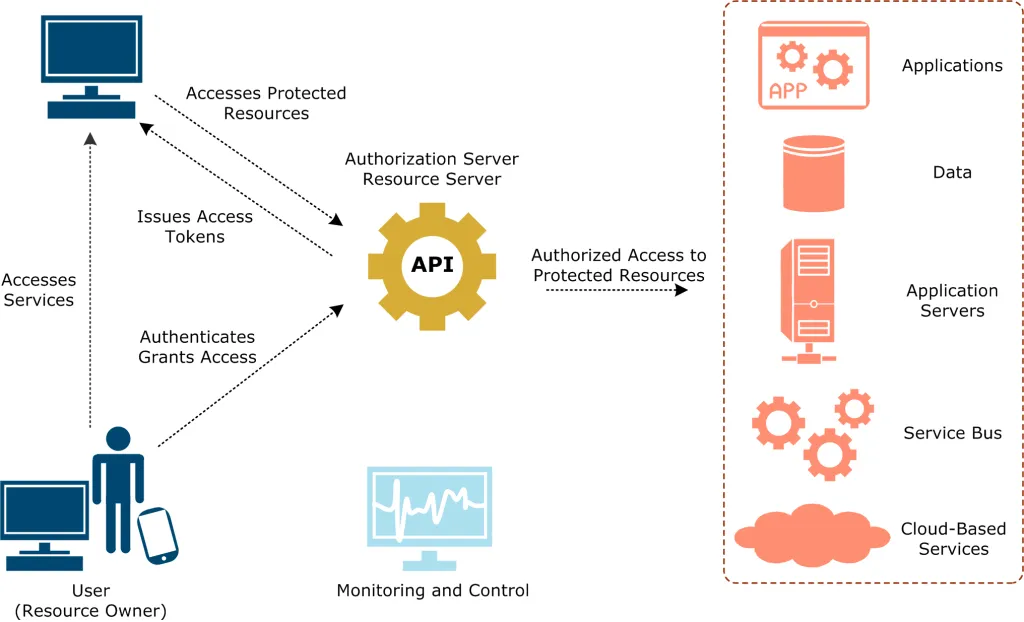 Accesses Protected
Resources
Authorization Server
Resource Server
Issues Access
Tokens
API
Authorized Access to
Protected Resources
Accesses
Services
Authenticates
Grants Access
User
(Resource Owner)
Monitoring and Control
APP
Applications
Data
Application
Servers
Service Bus
Cloud-Based
Services